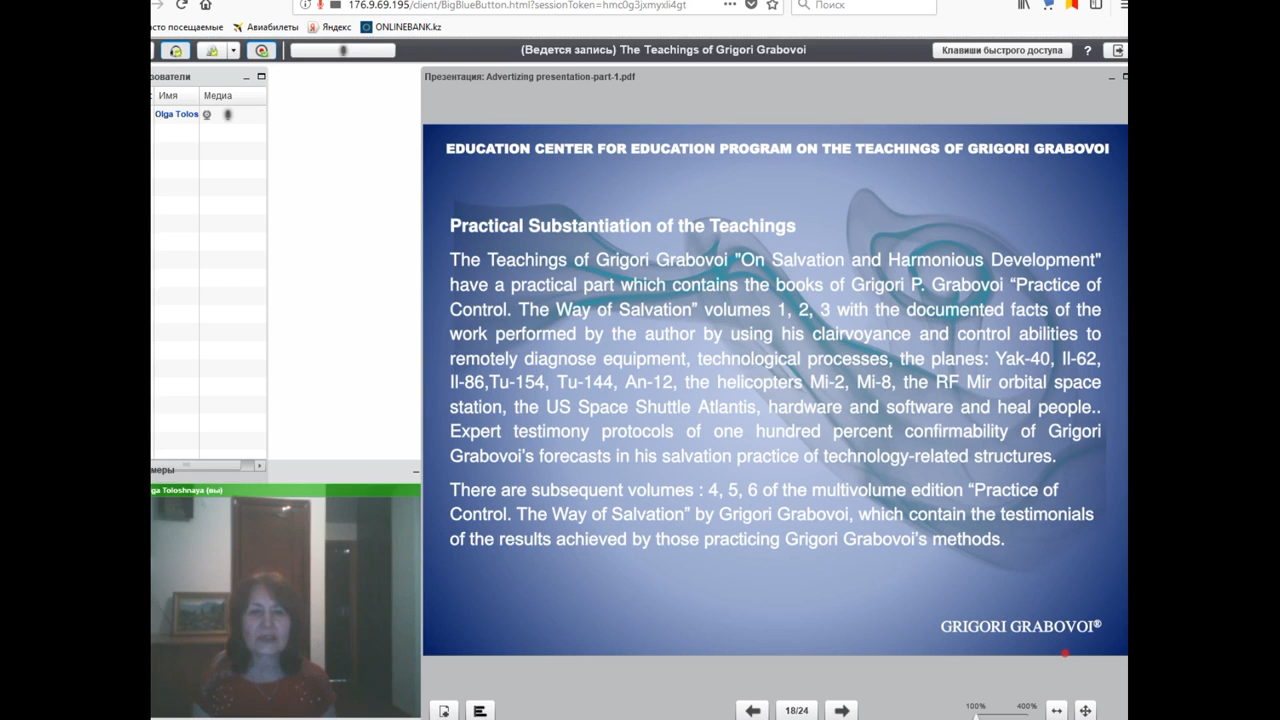 176.9.69.195/client/BigBlueButton.html?sessionToken=hmc0g3jxmyxli4gt
Поиск
асто посещаемые Авиабилеты Яндекс ONLINEBANK.kz
(Ведется запись) The Teachings of Grigori Grabovoi
Клавиши быстрого доступа
?
зователи
Презентация: Advertizing presentation-part-1.pdf
Имя Медиа
Olga Tolos
EDUCATION CENTER FOR EDUCATION PROGRAM ON THE TEACHINGS OF GRIGORI GRABOVOI
Practical Substantiation of the Teachings
The Teachings of Grigori Grabovoi "On Salvation and Harmonious Development"
have a practical part which contains the books of Grigori P. Grabovoi “Practice of
Control. The Way of Salvation” volumes 1, 2, 3 with the documented facts of the
work performed by the author by using his clairvoyance and control abilities to
remotely diagnose equipment, technological processes, the planes: Yak-40, Il-62,
Il-86,Tu-154, Tu-144, An-12, the helicopters Mi-2, Mi-8, the RF Mir orbital space
station, the US Space Shuttle Atlantis, hardware and software and heal people..
Expert testimony protocols of one hundred percent confirmability of Grigori
Grabovoi’s forecasts in his salvation practice of technology-related structures.
There are subsequent volumes : 4, 5, 6 of the multivolume edition “Practice of
Control. The Way of Salvation” by Grigori Grabovoi, which contain the testimonials
of the results achieved by those practicing Grigori Grabovoi’s methods.
GRIGORI GRABOVOI®
меры
ga Toloshnaya (вы)
18/24
100% 400%